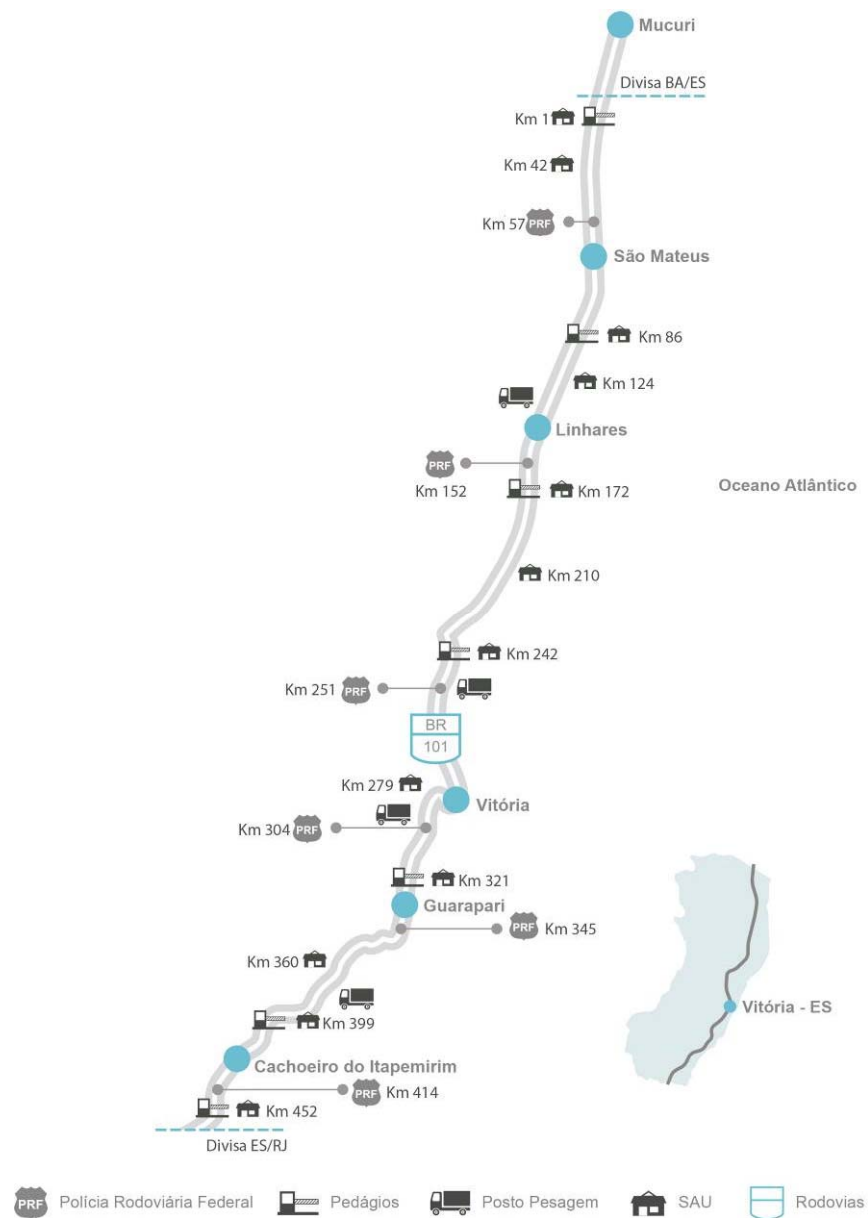 Mucuri
Divisa BA/ES
Km 1
Km 42
Km 57 PRF
São Mateus
Km 86
Km 124
Linhares
PRF
Km 152
Km 172
Oceano Atlântico
Km 210
Km 242
Km 251 PRF
BR
101
Km 279
Vitória
Km 304 PRF
Km 321
Guarapari
PRF Km 345
Km 360
Vitória - ES
Km 399
Cachoeiro do Itapemirim
PRF Km 414
Km 452
Divisa ES/RJ
PRF Polícia Rodoviária Federal Pedágios Posto Pesagem SAU Rodovias